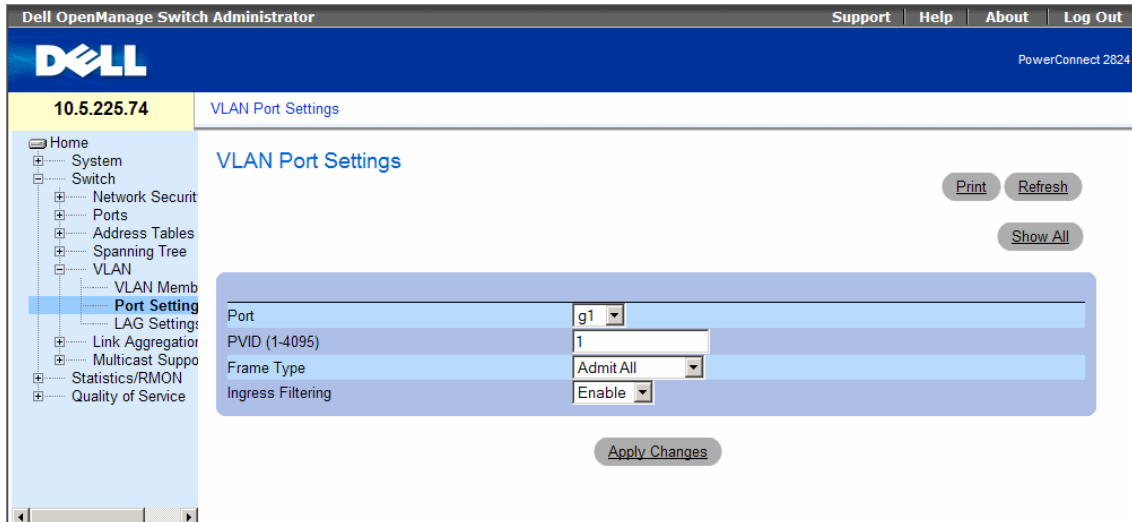 Dell OpenManage Switch Administrator Support Help About Log Out
DELL
PowerConnect 2824
10.5.225.74 VLAN Port Settings
Home
System
Switch
Network Securit
Ports
Address Tables
Spanning Tree
VLAN
VLAN Memb
Port Setting
LAG Settings
Link Aggregation
Multicast Suppo
Statistics/RMON
Quality of Service
VLAN Port Settings
Print Refresh
Show All
Port g1
PVID (1-4095) 1
Frame Type Admit All
Ingress Filtering Enable
Apply Changes